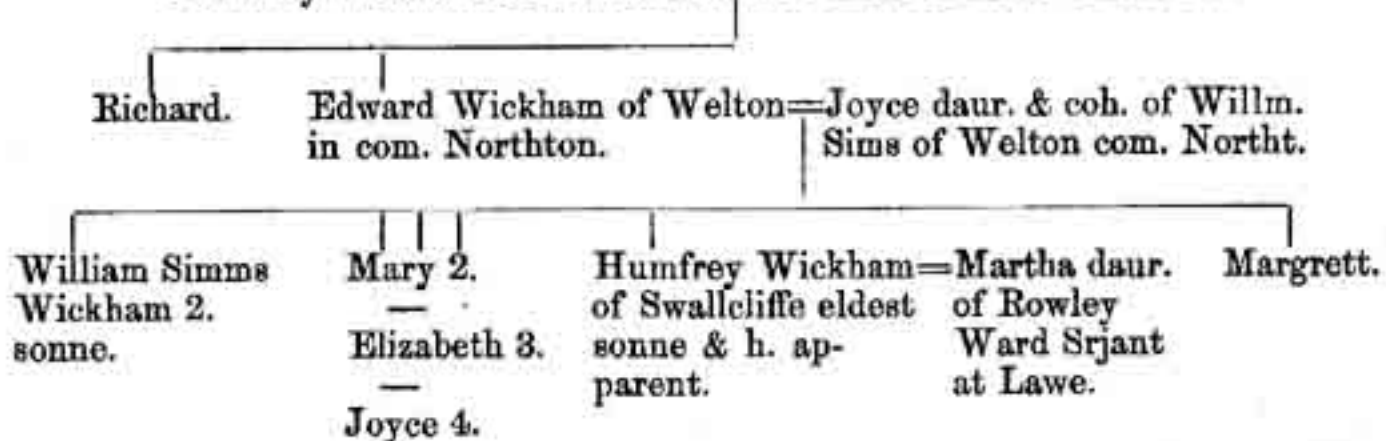 Richard.
Edward Wickham of Welton=Joyce daur. & coh. of Willm.
in com. Northton.
Sims of Welton com. Northt.
William Simms
Wickham 2.
sonne.
Mary 2.
—
Elizabeth 3.
—
Joyce 4.
Humfrey Wickham=Martha daur.
of Swallcliffe eldest
sonne & h. ap-
parent.
of Rowley
Ward Srjant
at Lawe.
Margrett.